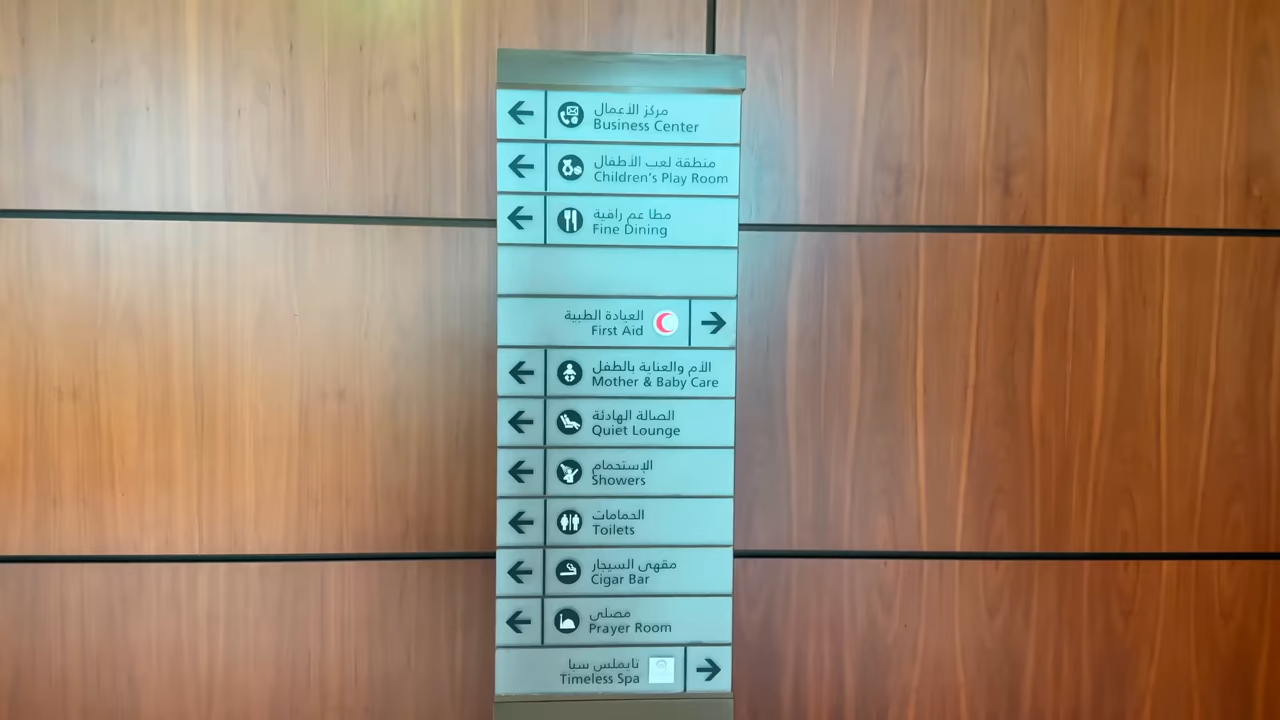 مركز الأعمال
Business Center
منطقة لعب الأطفال
Children's Play Room
مطا عم راقية
Fine Dining
العيادة الطبية
First Aid
الأم والعناية بالطفل
Mother & Baby Care
الصالة الهادئة
Quiet Lounge
الإستحمام
Showers
الحمامات
Toilets
مقهى السيجار
Cigar Bar
مصلى
Prayer Room
تايملس سبا
Timeless Spa